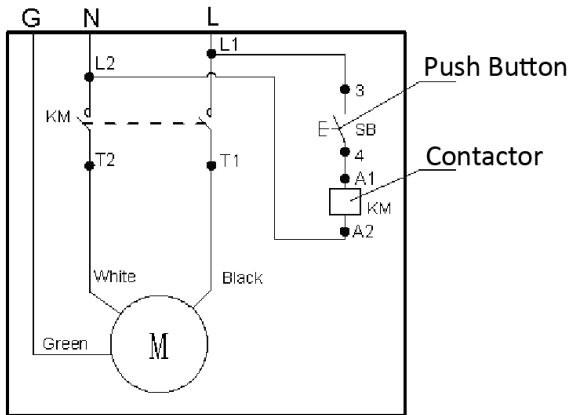 G N L
L1
L2
3
Push Button
KM
E
SB
4
T2
T1
Contactor
A1
KM
A2
White
Black
M
Green